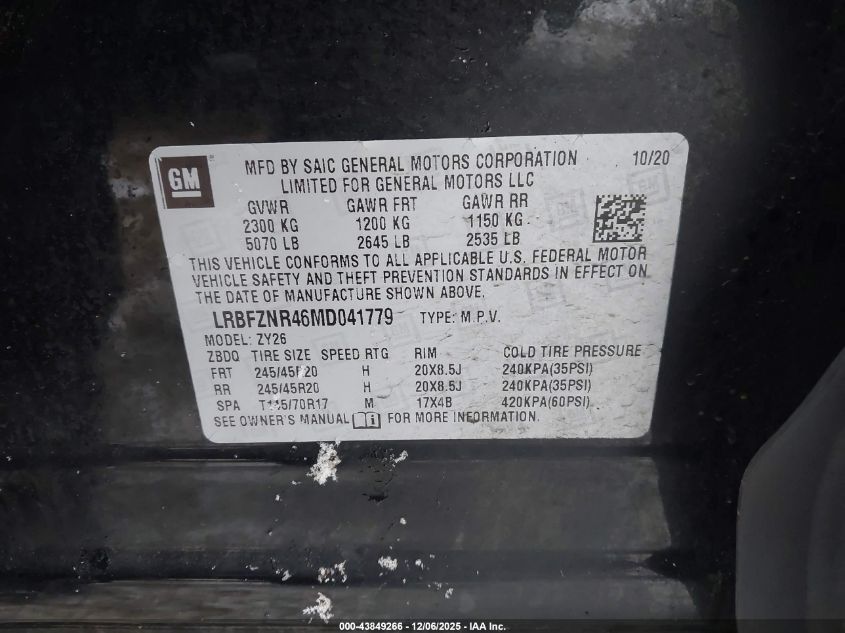 GM
MFD BY SAIC GENERAL MOTORS CORPORATION 10/20
LIMITED FOR GENERAL MOTORS LLC
GVWR GAWR FRT GAWR RR
2300 KG 1200 KG 1150 KG
5070 LB 2645 LB 2535 LB
THIS VEHICLE CONFORMS TO ALL APPLICABLE U.S. FEDERAL MOTOR
VEHICLE SAFETY AND THEFT PREVENTION STANDARDS IN EFFECT ON
THE DATE OF MANUFACTURE SHOWN ABOVE.
LRBFZNR46MD041779 TYPE: M.P.V.
MODEL: ZY26
ZBDQ TIRE SIZE SPEED RTG RIM COLD TIRE PRESSURE
FRT 245/45R20 H 20X8.5J 240KPA(35PSI)
RR 245/45R20 H 20X8.5J 240KPA(35PSI)
SPA M 17X4B 420KPA(60PSI)
SEE OWNER'S MANUAL i FOR MORE INFORMATION.
000-43849266 - 12/06/2025 - IAA Inc.